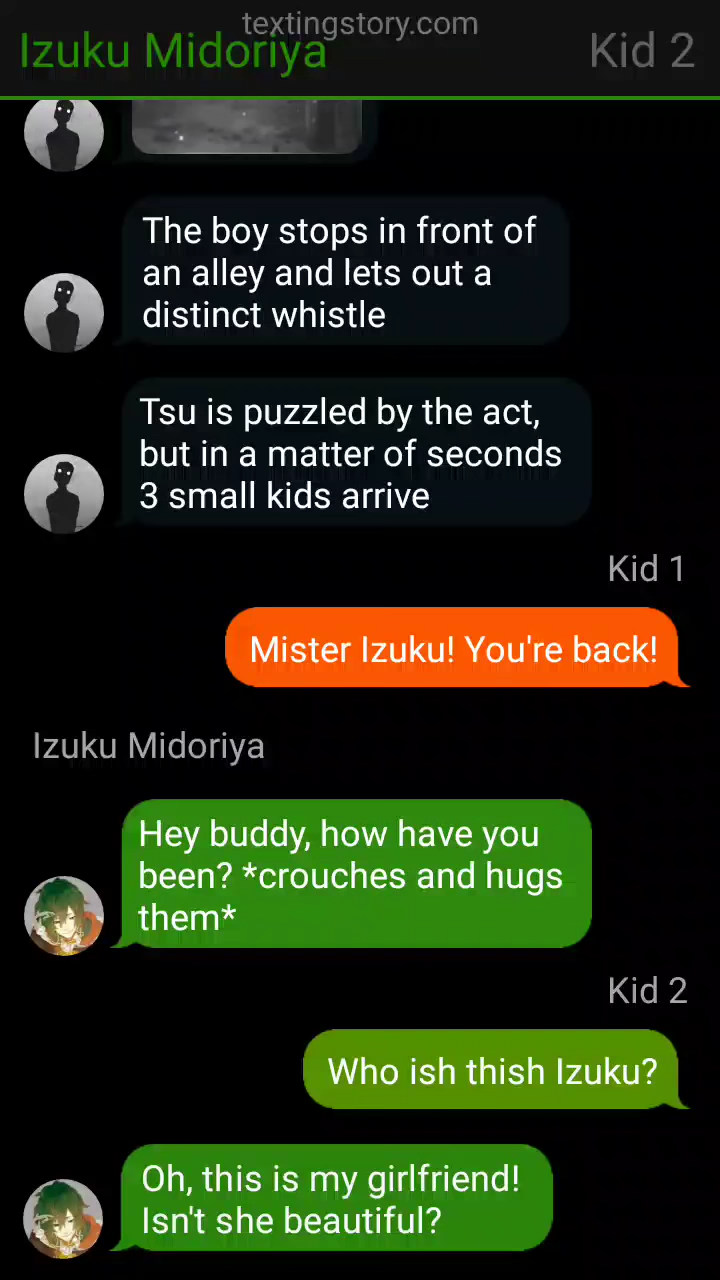 textingstory.com
Izuku Midoriya
Kid 2
The boy stops in front of
an alley and lets out a
distinct whistle
Tsu is puzzled by the act,
but in a matter of seconds
3 small kids arrive
Kid 1
Mister Izuku! You're back!
Izuku Midoriya
Hey buddy, how have you
been? *crouches and hugs
them*
Kid 2
Who ish thish Izuku?
Oh, this is my girlfriend!
Isn't she beautiful?